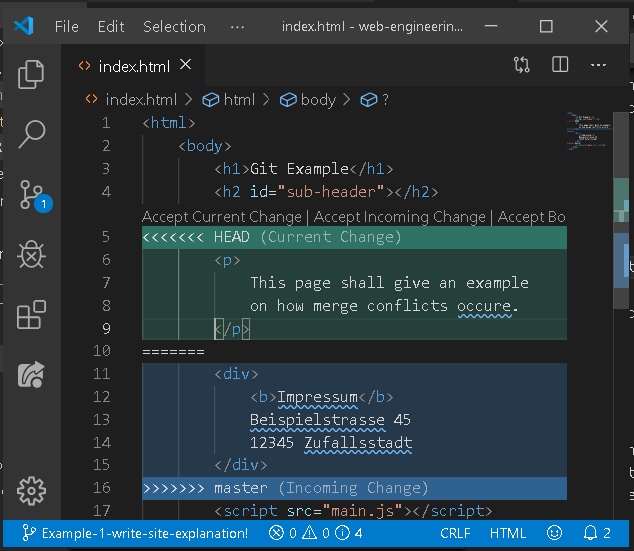 File Edit Selection ··· index.html - web-engineerin...
index.html
index.html > html > body > ?
1 <html>
2 <body>
3 <h1>Git Example</h1>
4 <h2 id="sub-header"></h2>
Accept Current Change | Accept Incoming Change | Accept Bo
5 <<<<<<< HEAD (Current Change)
6 <p>
7 This page shall give an example
8 on how merge conflicts occure.
9 </p>
10 =======
11 <div>
12 <b>Impressum</b>
13 Beispielstrasse 45
14 12345 Zufallsstadt
15 </div>
16 >>>>>>> master (Incoming Change)
17 <script src="main.js"></script>
1
Example-1-write-site-explanation! 0 0 4 CRLF HTML 2